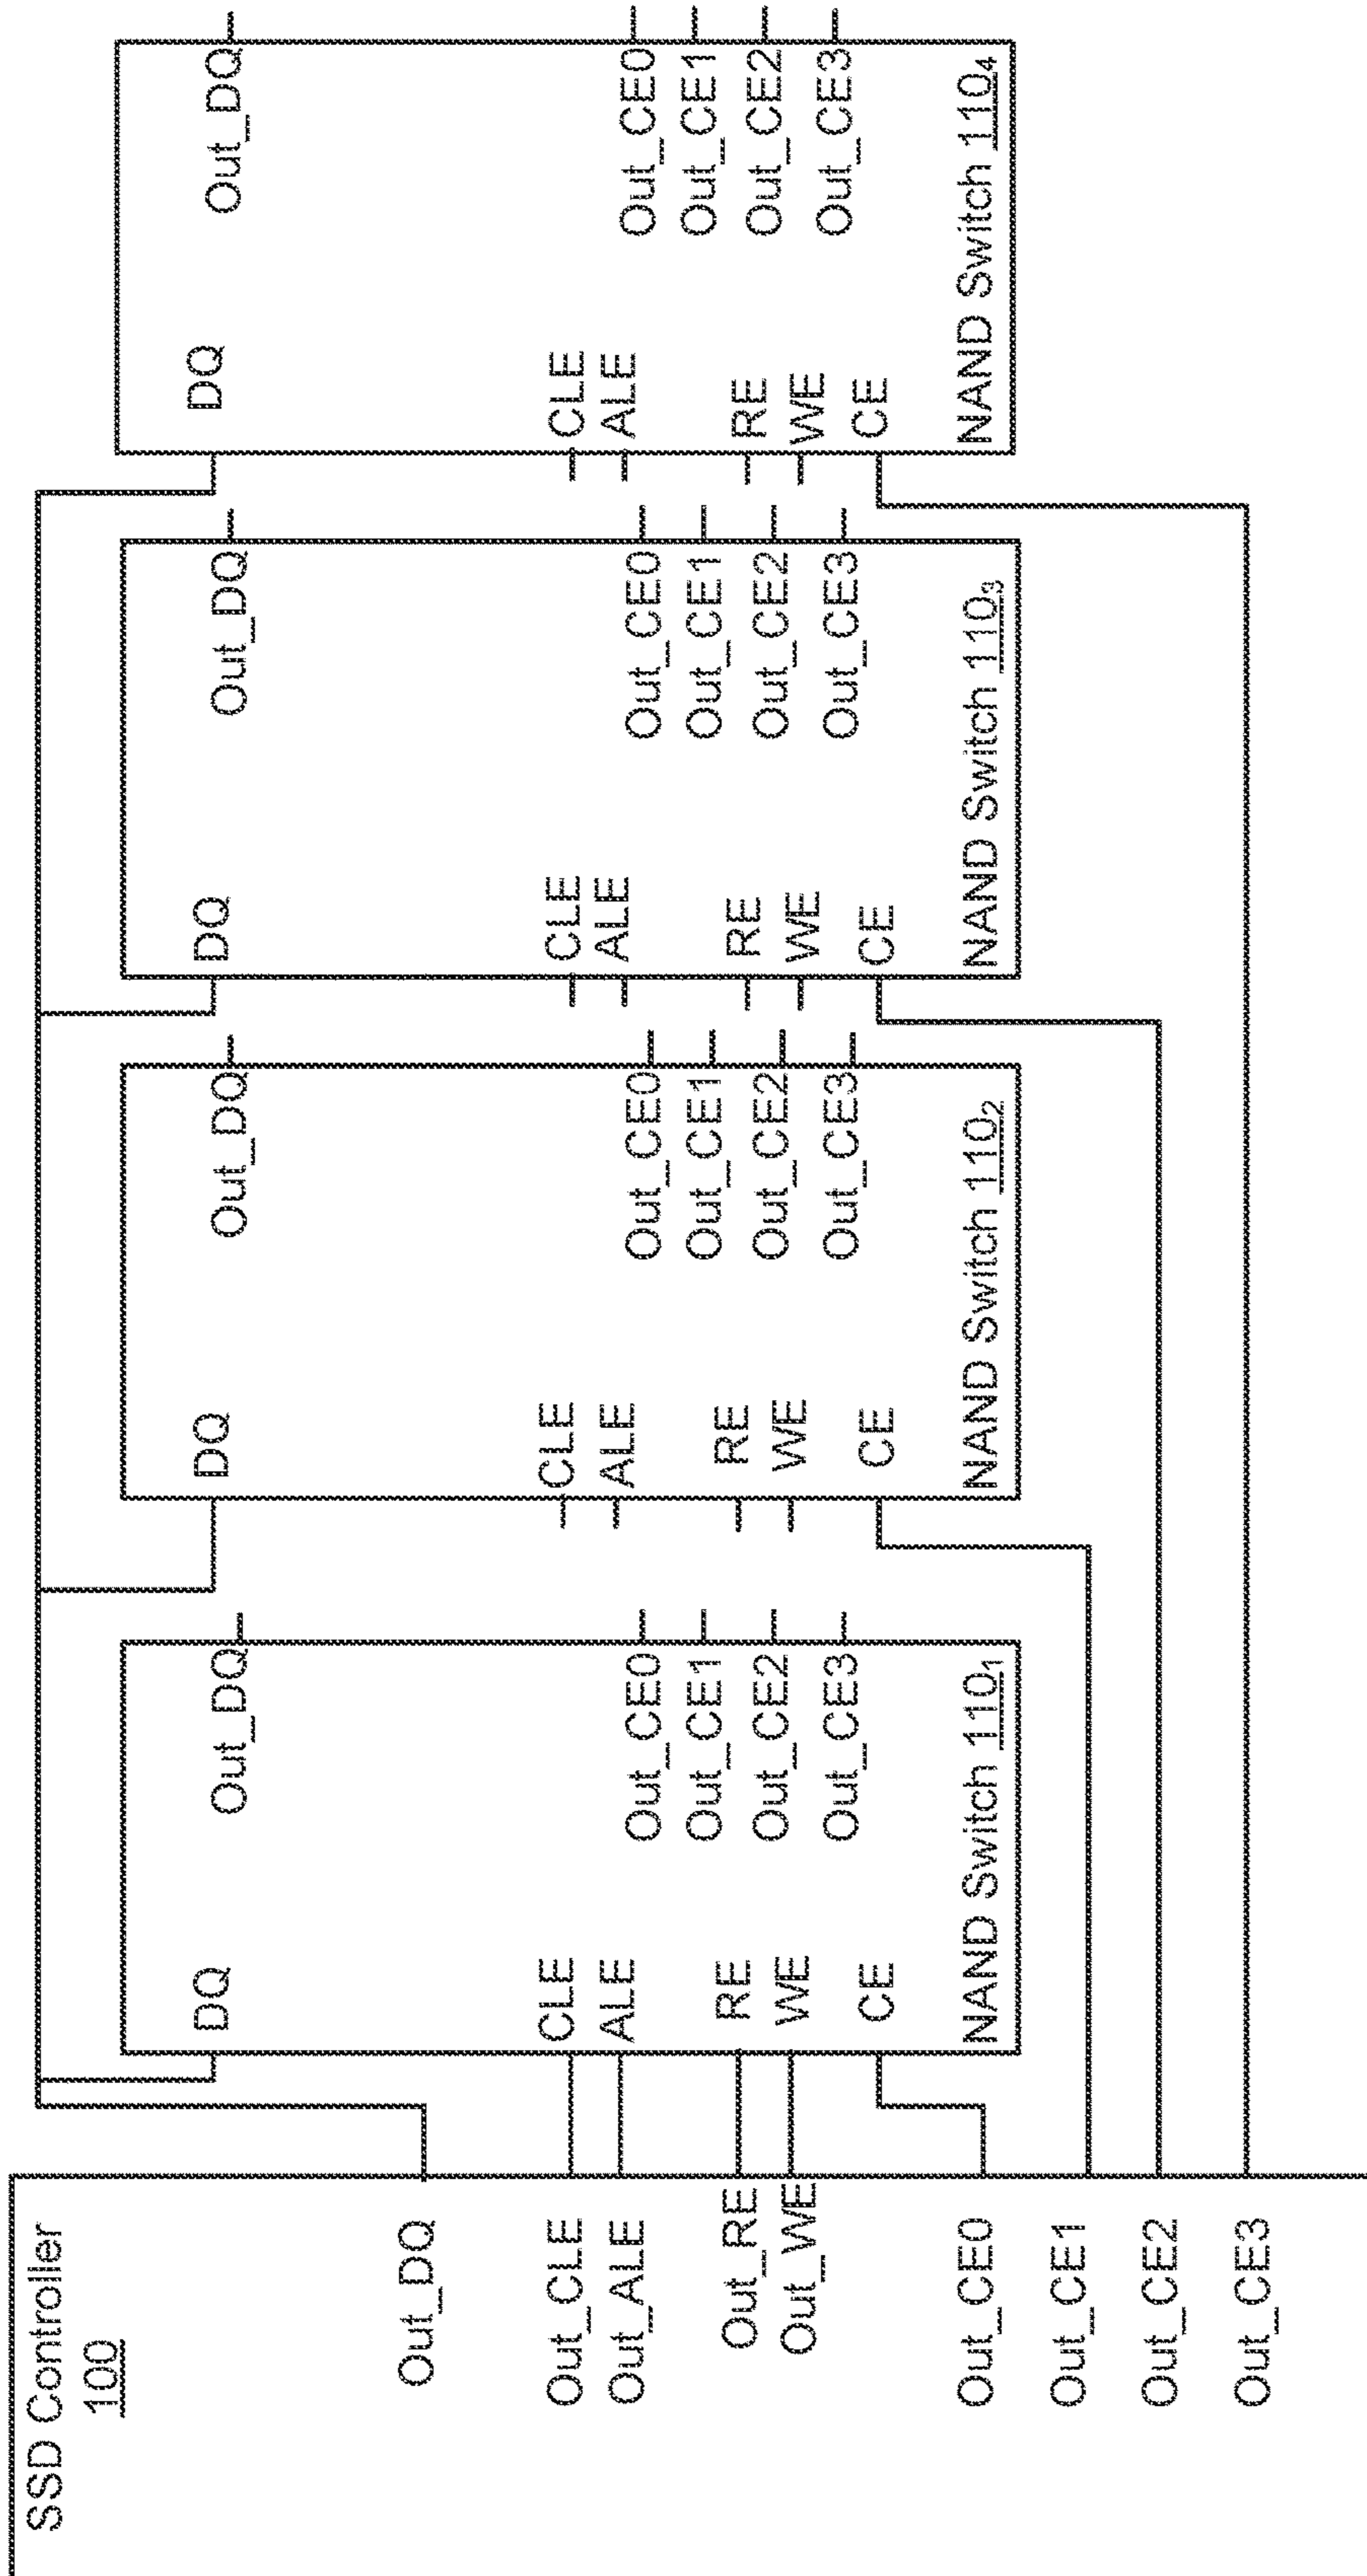 SSD Controller
100
Out_DQ
Out_CLE
Out_ALE
Out_RE
Out_WE
Out_CE0
Out_CE1
Out_CE2
Out_CE3
DQ
Out_DQ
CLE
ALE
RE
WE
CE
Out_CE0
Out_CE1
Out_CE2
Out_CE3
NAND Switch 110₁
DQ
Out_DQ
CLE
ALE
RE
WE
CE
Out_CE0
Out_CE1
Out_CE2
Out_CE3
NAND Switch 110₂
DQ
Out_DQ
CLE
ALE
RE
WE
CE
Out_CE0
Out_CE1
Out_CE2
Out_CE3
NAND Switch 110₃
DQ
Out_DQ
CLE
ALE
RE
WE
CE
Out_CE0
Out_CE1
Out_CE2
Out_CE3
NAND Switch 110₄